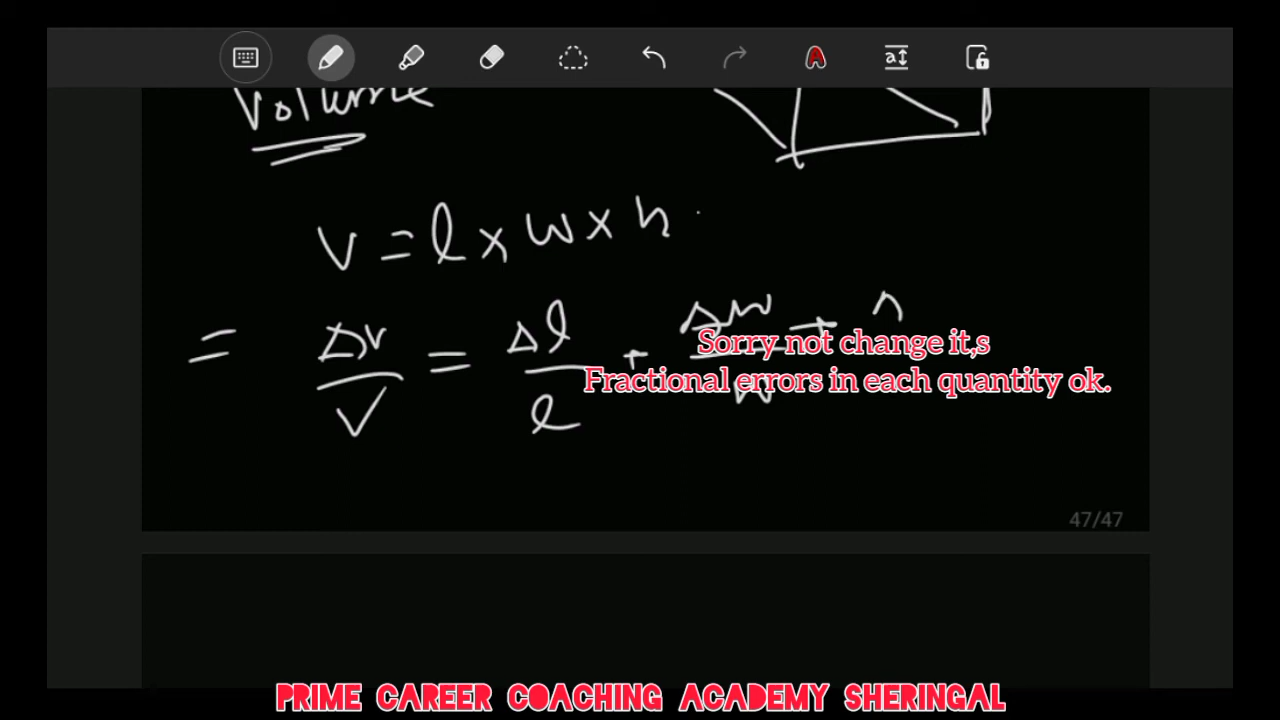 Volume
V = l × w × h
= Δv/V = Δl/l + Δw/w + Δ
Sorry not change it,s
Fractional errors in each quantity ok.
47/47
PRIME CAREER COACHING ACADEMY SHERINGAL